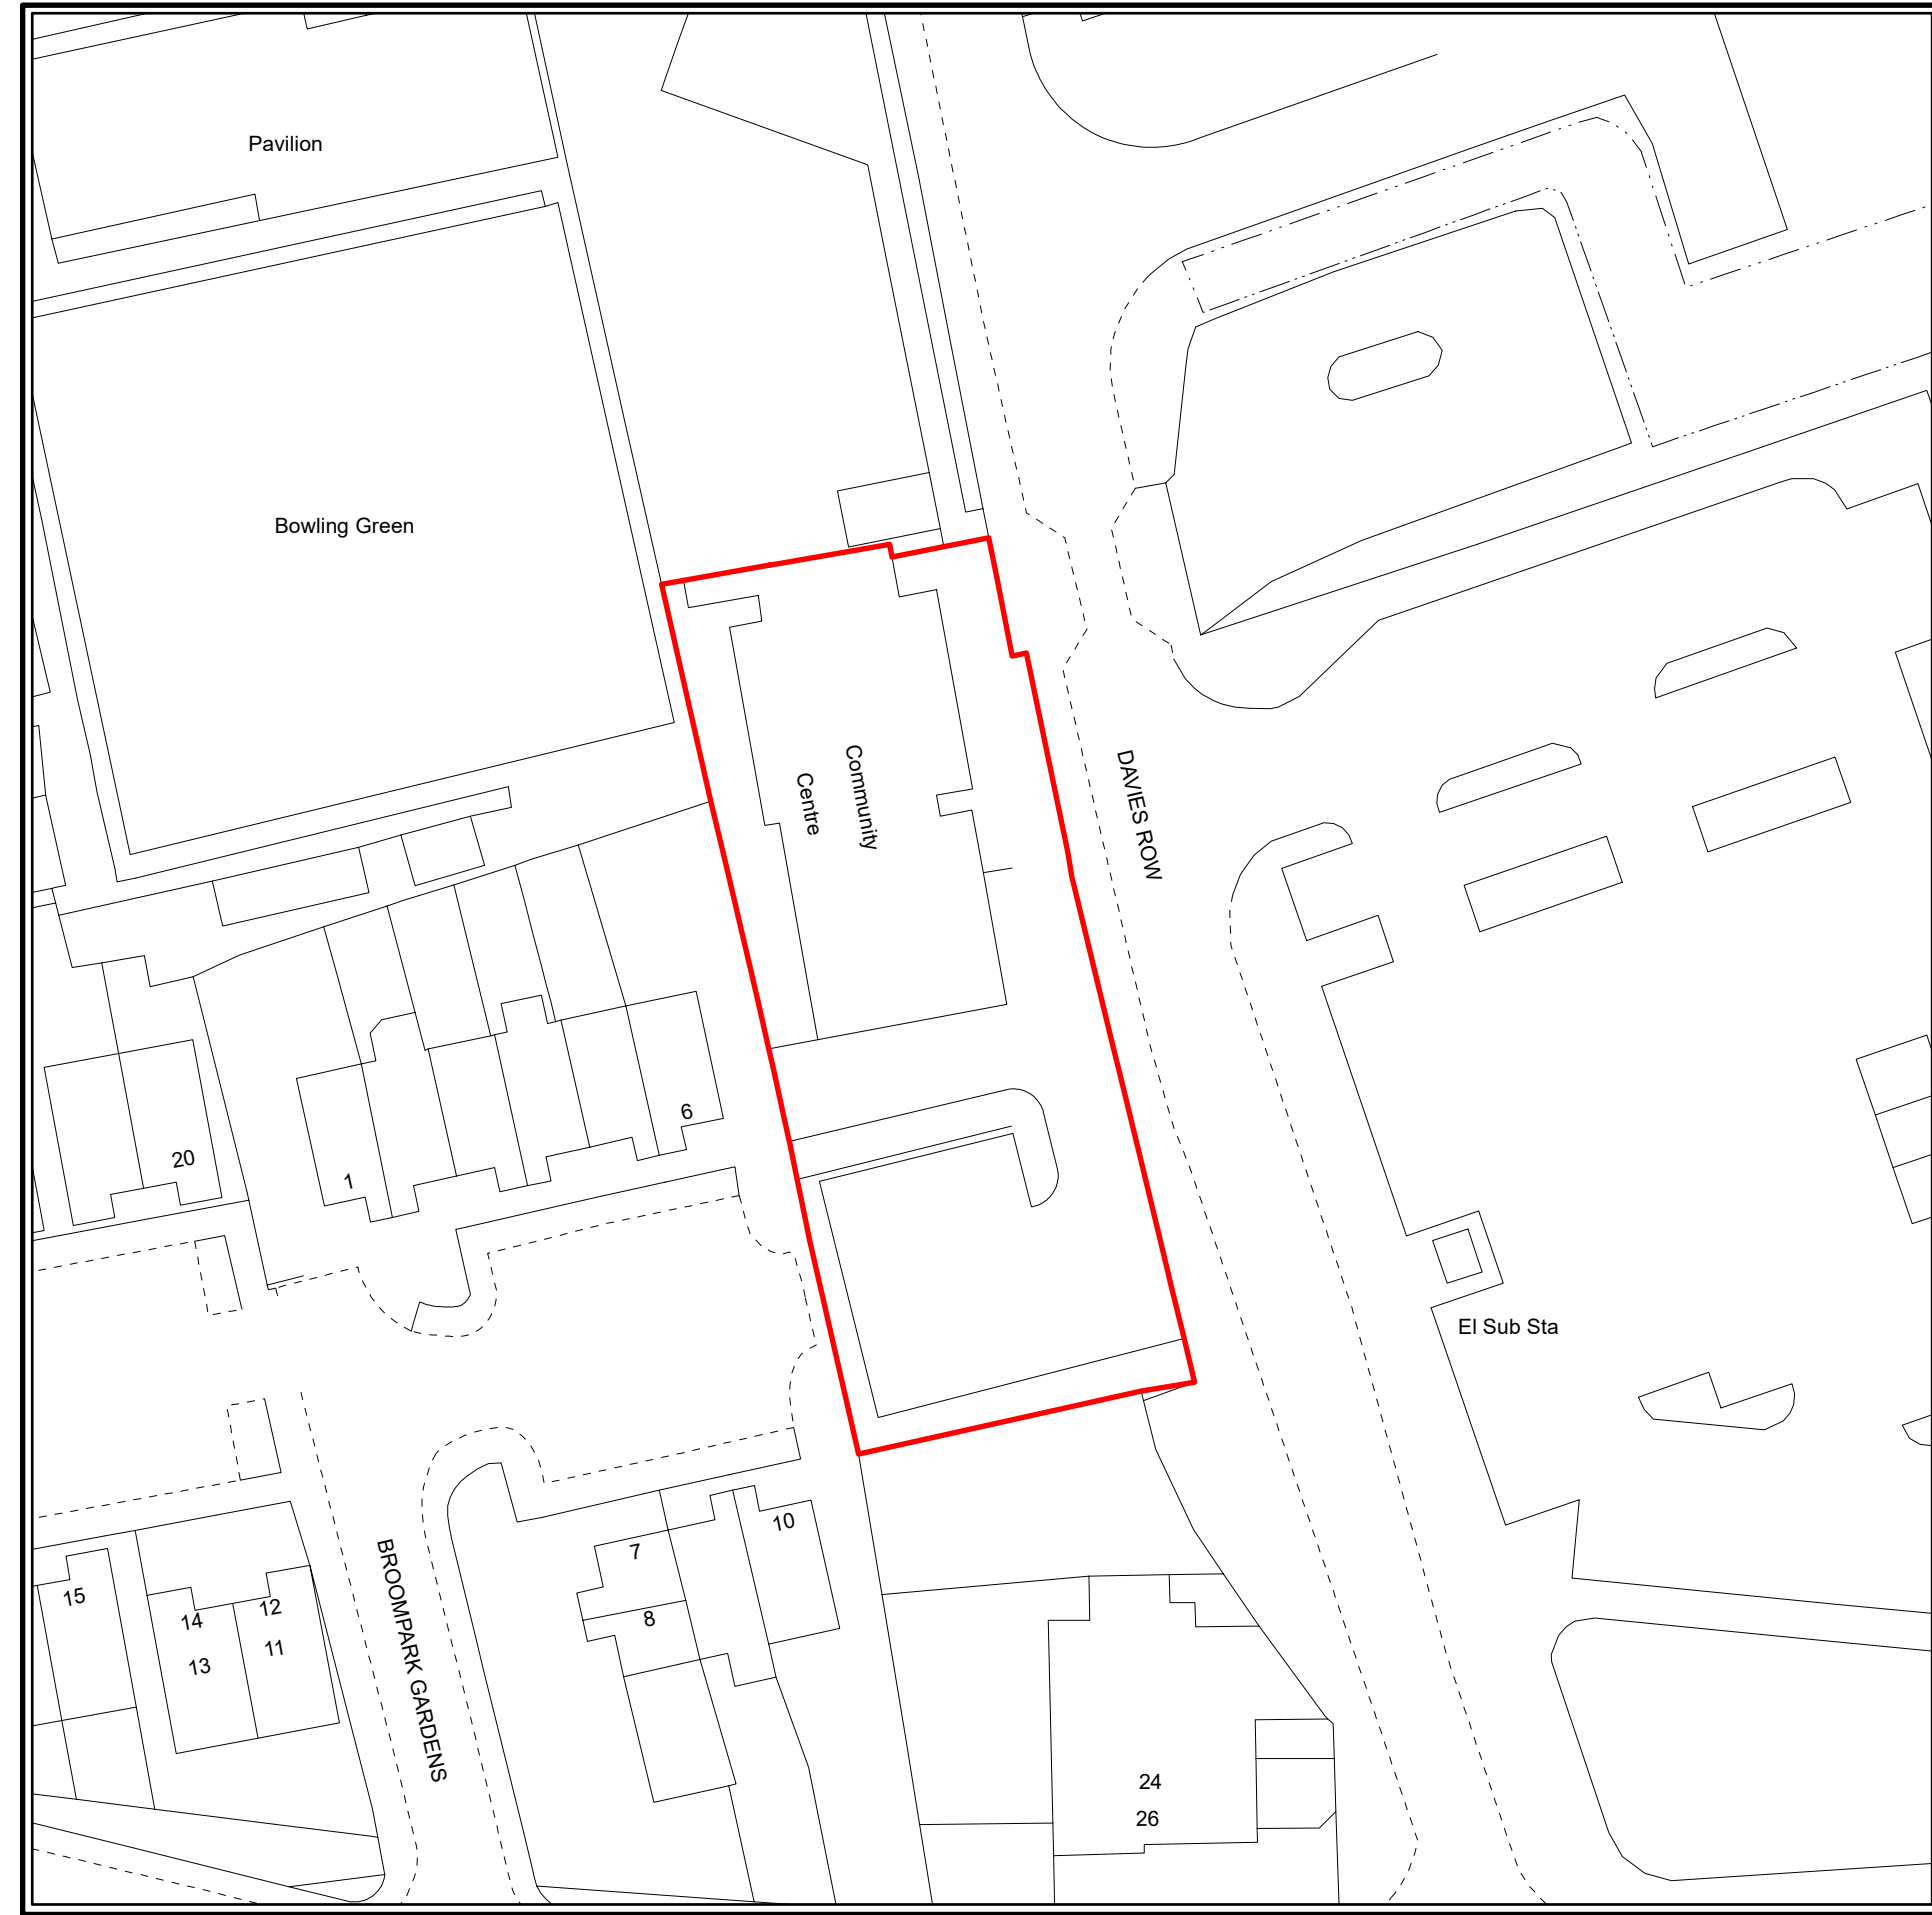 Pavilion
Bowling Green
Community
Centre
DAVIES ROW
6
20
1
El Sub Sta
10
7
15
12
14
8
11
13
BROOMPARK GARDENS
24
26